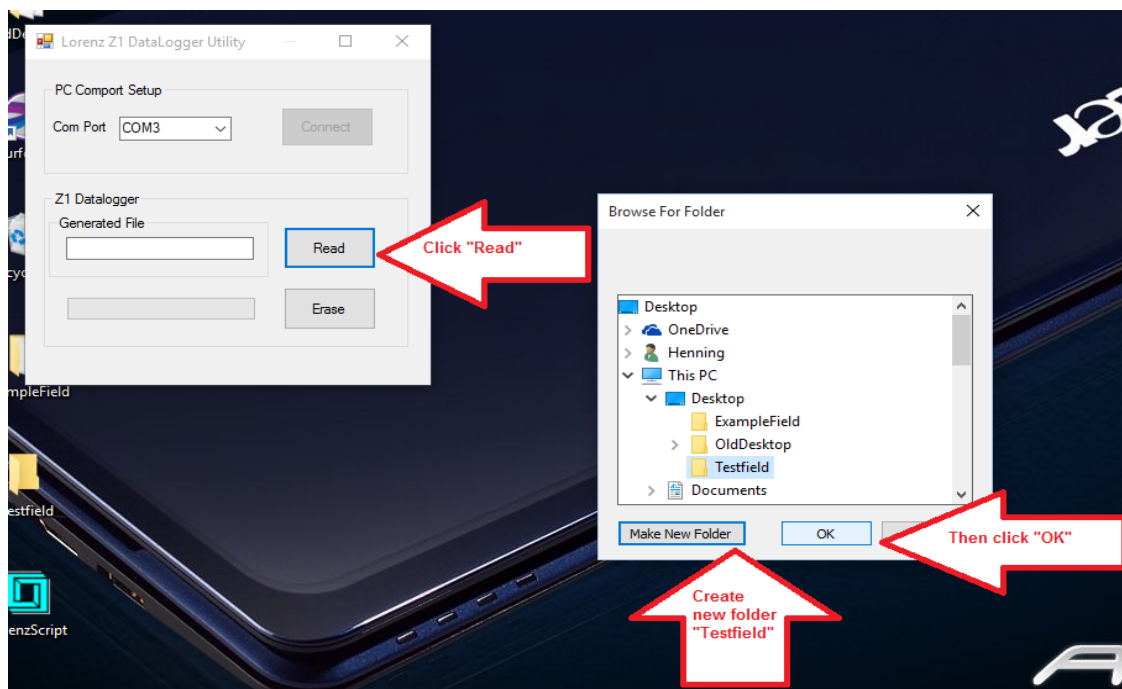 Lorenz Z1 DataLogger Utility
PC Comport Setup
Com Port
COM3
Connect
Z1 Datalogger
Generated File
Read
Erase
Click "Read"
Browse For Folder
Desktop
OneDrive
Henning
This PC
Desktop
ExampleField
OldDesktop
Testfield
Documents
Make New Folder
OK
Then click "OK"
Create
new folder
"Testfield"
mpleField
estfield
enzScript